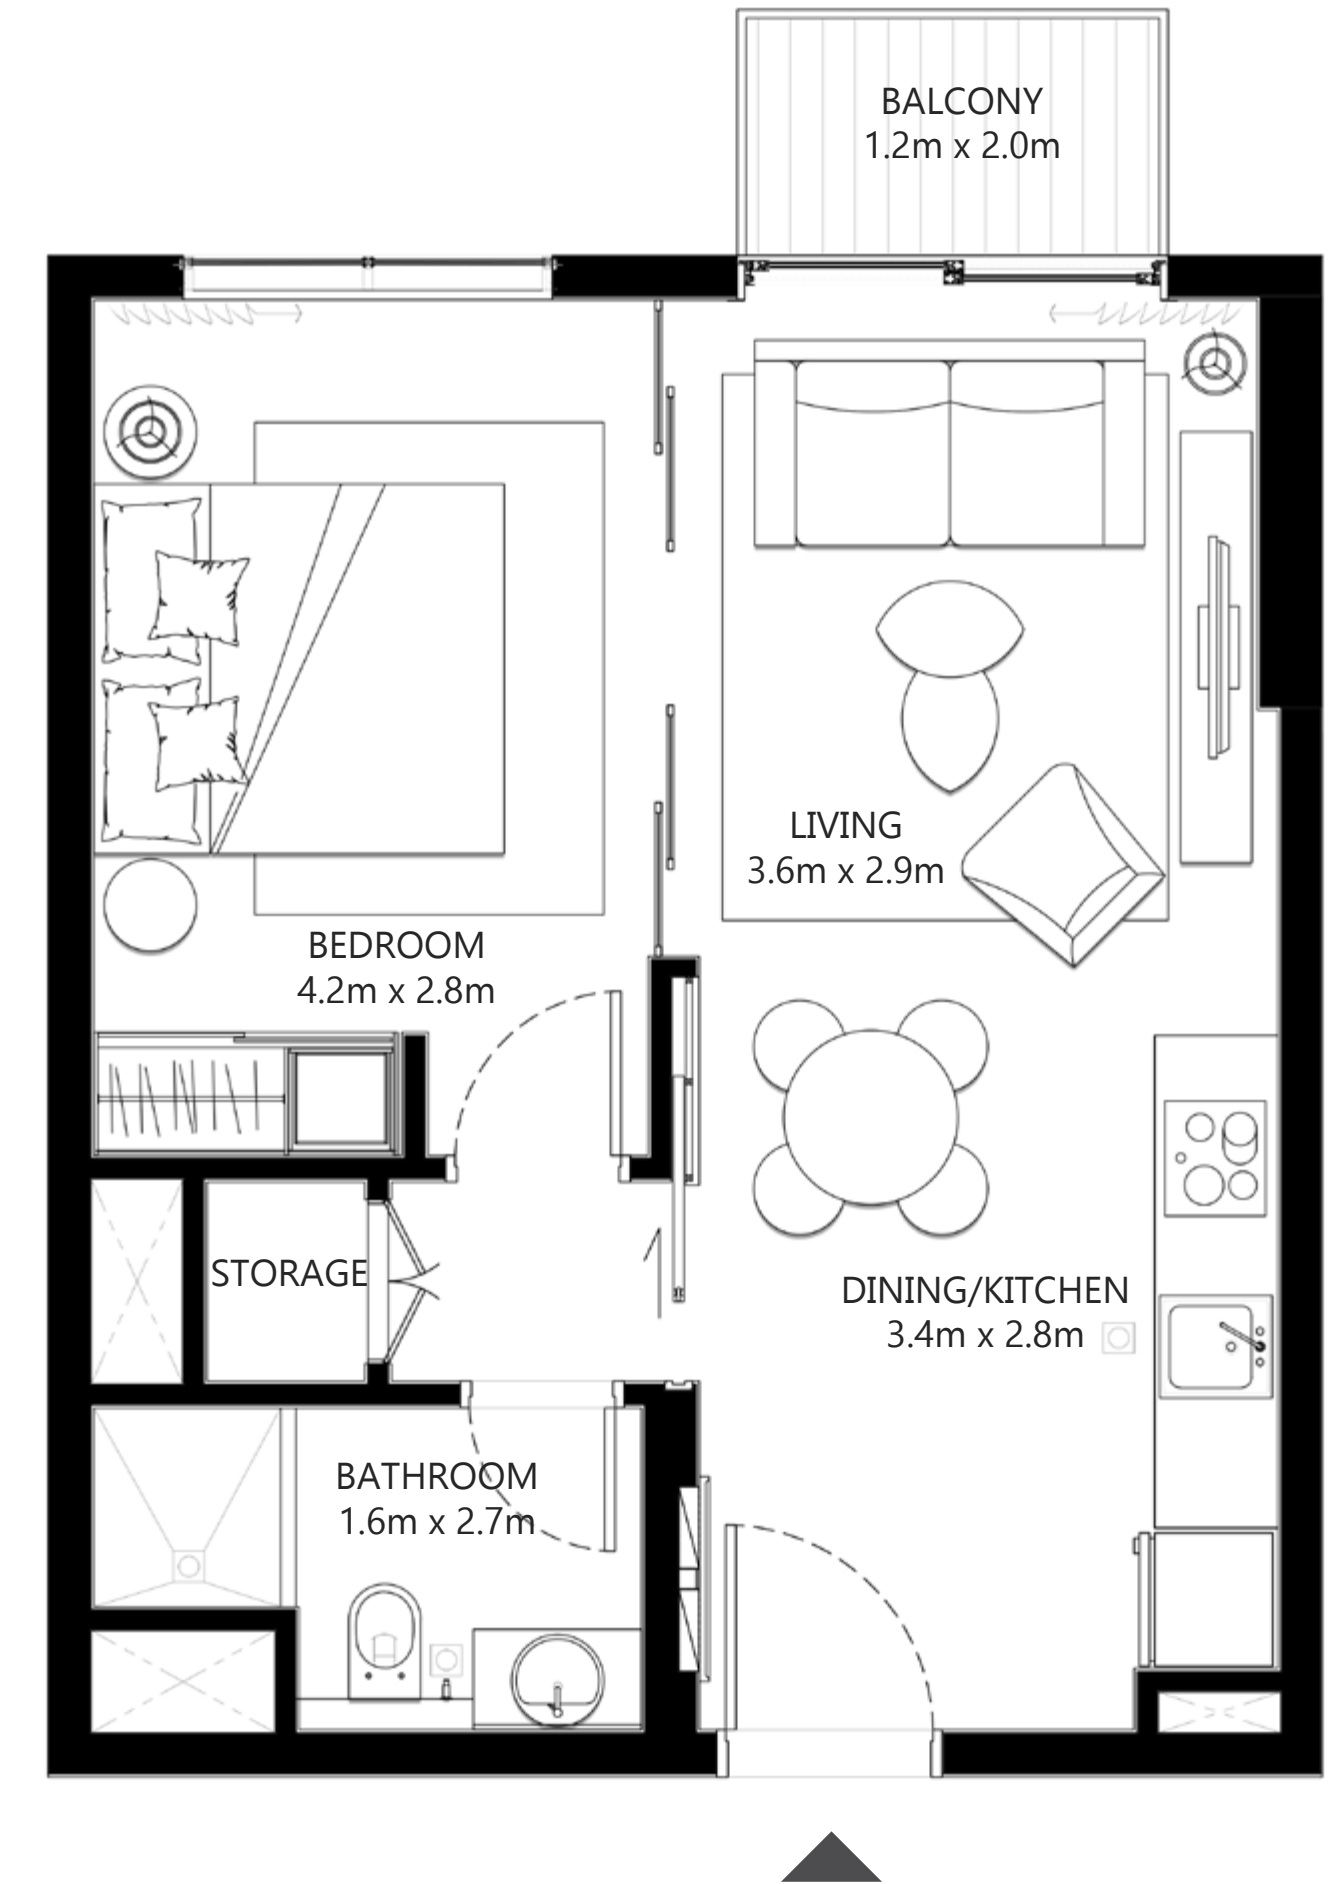 BALCONY
1.2m x 2.0m
LIVING
3.6m x 2.9m
BEDROOM
4.2m x 2.8m
STORAGE
DINING/KITCHEN
3.4m x 2.8m
BATHROOM
1.6m x 2.7m